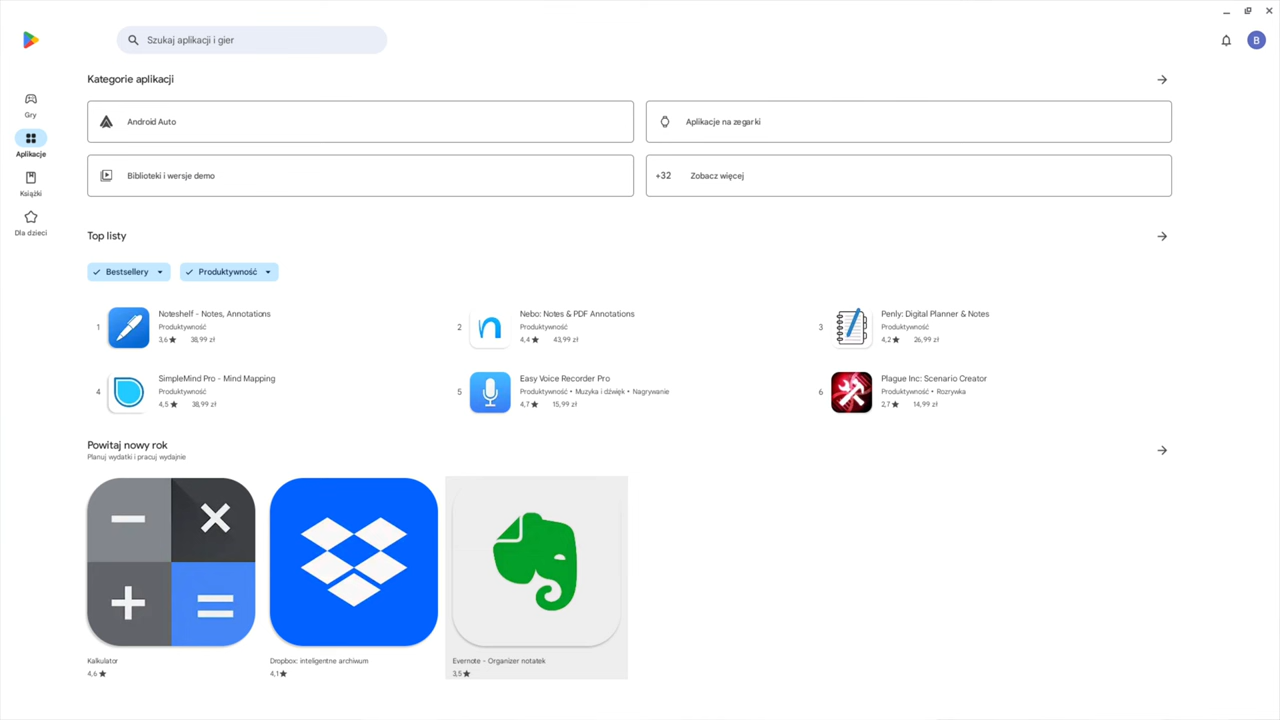 Szukaj aplikacji i gier
B
Gry
Aplikacje
Książki
Dla dzieci
Kategorie aplikacji
Android Auto
Aplikacje na zegarki
Biblioteki i wersje demo
+32 Zobacz więcej
Top listy
Bestsellery
Produktywność
1
Noteshelf - Notes, Annotations
Produktywność
3,6★ 38,99 zł
2
Nebo: Notes & PDF Annotations
Produktywność
4,4★ 43,99 zł
3
Penly: Digital Planner & Notes
Produktywność
4,2★ 26,99 zł
4
SimpleMind Pro - Mind Mapping
Produktywność
4,5★ 38,99 zł
5
Easy Voice Recorder Pro
Produktywność • Muzyka i dźwięk • Nagrywanie
4,7★ 15,99 zł
6
Plague Inc: Scenario Creator
Produktywność • Rozrywka
2,7★ 14,99 zł
Powitaj nowy rok
Planuj wydatki i pracuj wydajnie
Kalkulator
4,6★
Dropbox: inteligentne archiwum
4,1★
Evernote - Organizer notatek
3,5★